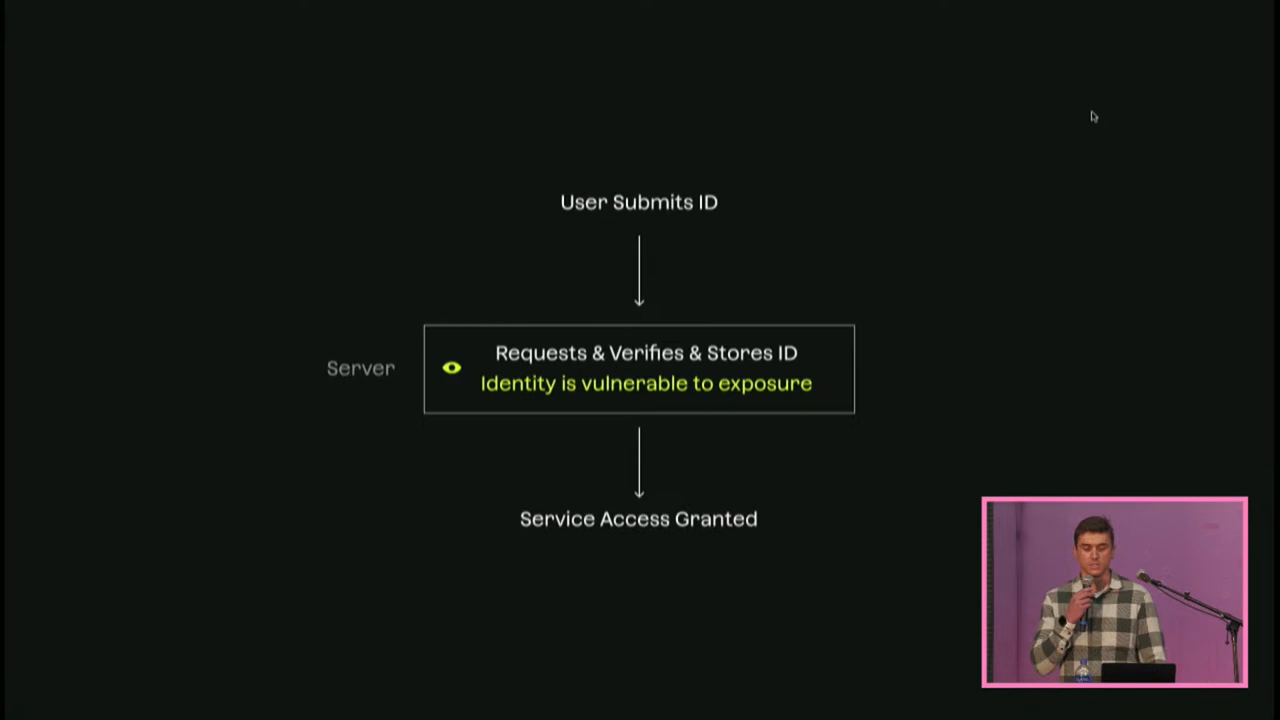 User Submits ID
Server
Requests & Verifies & Stores ID
Identity is vulnerable to exposure
Service Access Granted